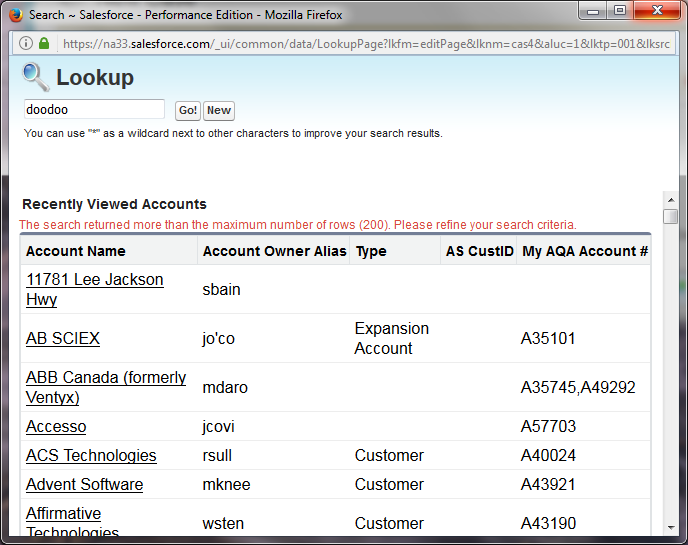 Search ~ Salesforce - Performance Edition - Mozilla Firefox
https://na33.salesforce.com/_ui/common/data/LookupPage?lkfm=editPage&lknm=cas4&aluc=1&lktp=001&lksrc
Lookup
doodoo Go! New
You can use "*" as a wildcard next to other characters to improve your search results.
Recently Viewed Accounts
The search returned more than the maximum number of rows (200). Please refine your search criteria.
Account Name Account Owner Alias Type AS CustID My AQA Account #
11781 Lee Jackson
Hwy sbain
AB SCIEX jo'co Expansion
Account A35101
ABB Canada (formerly
Ventyx) mdaro A35745,A49292
Accesso jcovi A57703
ACS Technologies rsull Customer A40024
Advent Software mknee Customer A43921
Affirmative
Technologies wsten Customer A43190